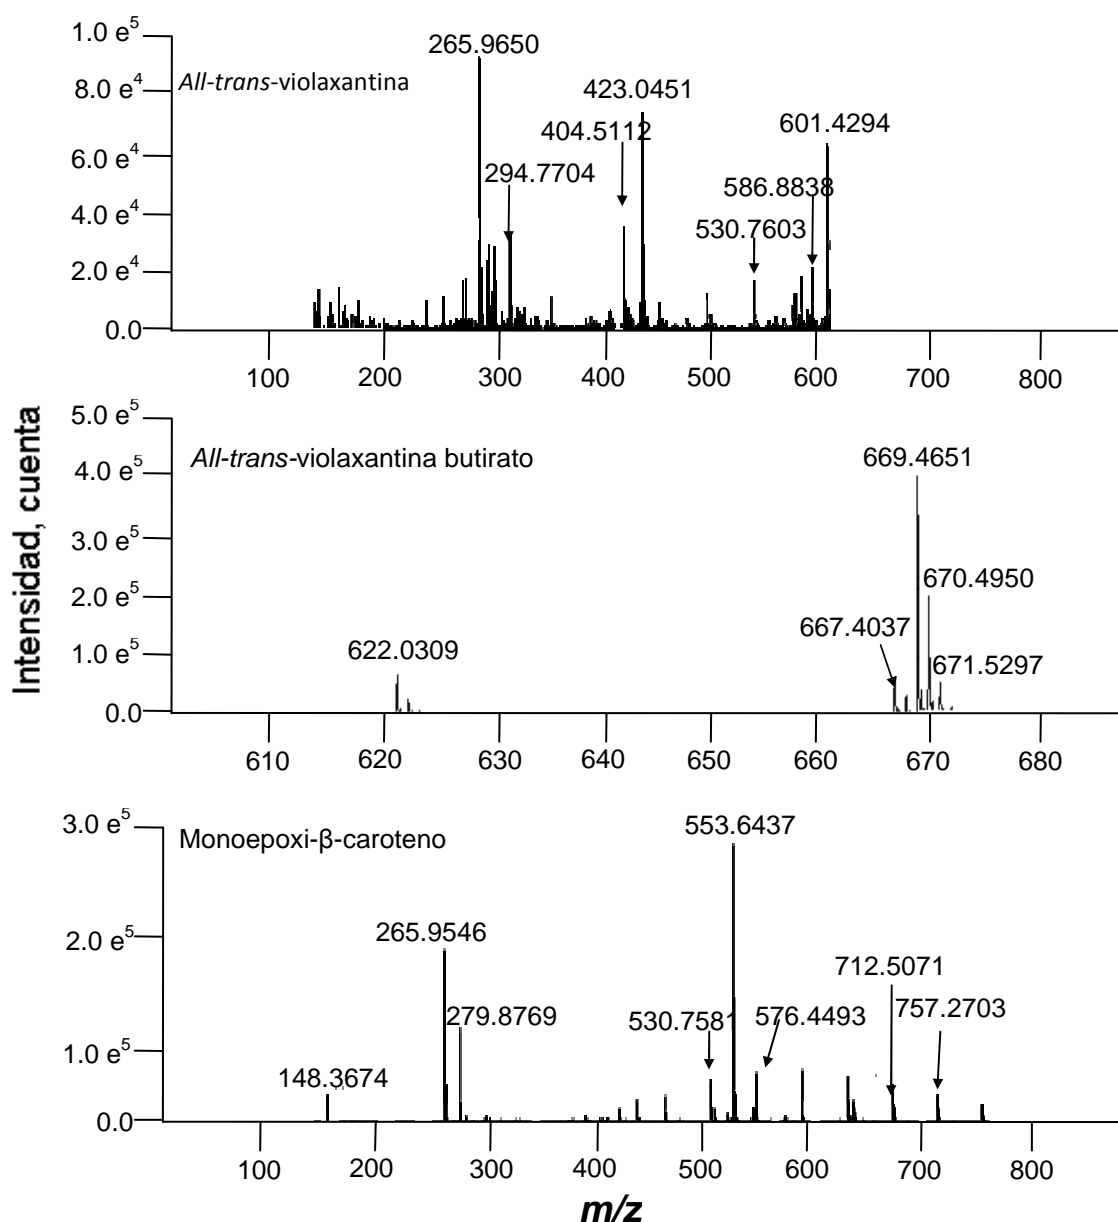 1.0 e5
265.9650
All-trans-violaxantina
8.0 e4
423.0451
404.5112
601.4294
6.0 e4
294.7704
586.8838
4.0 e4
530.7603
2.0 e4
0.0
100 200 300 400 500 600 700 800
Intensidad, cuenta
5.0 e5
All-trans-violaxantina butirato
669.4651
4.0 e5
3.0 e5
670.4950
2.0 e5
667.4037
622.0309
671.5297
1.0 e5
0.0
610 620 630 640 650 660 670 680
3.0 e5
553.6437
Monoepoxi-β-caroteno
2.0 e5
265.9546
712.5071
279.8769
530.7581
576.4493
757.2703
1.0 e5
148.3674
0.0
100 200 300 400 500 600 700 800
m/z